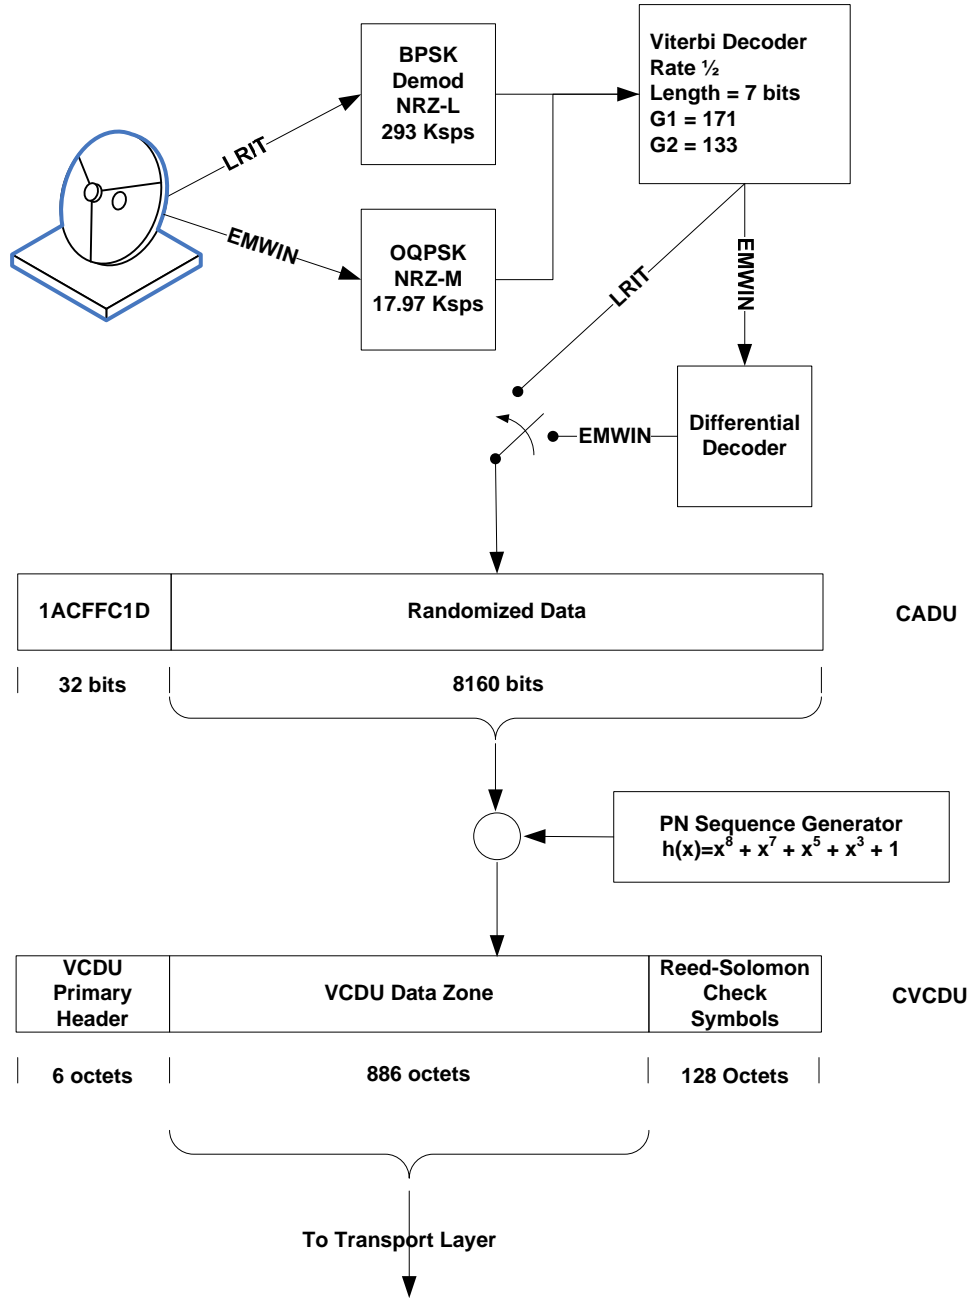 BPSK
Demod
NRZ-L
293 Ksps
Viterbi Decoder
Rate ½
Length = 7 bits
G1 = 171
G2 = 133
LRIT
EMWIN
OQPSK
NRZ-M
17.97 Ksps
LRIT
EMWIN
Differential
Decoder
EMWIN
1ACFFC1D
Randomized Data
CADU
32 bits
8160 bits
PN Sequence Generator
h(x)=x⁸ + x⁷ + x⁵ + x³ + 1
VCDU
Primary
Header
VCDU Data Zone
Reed-Solomon
Check
Symbols
CVCDU
6 octets
886 octets
128 Octets
To Transport Layer